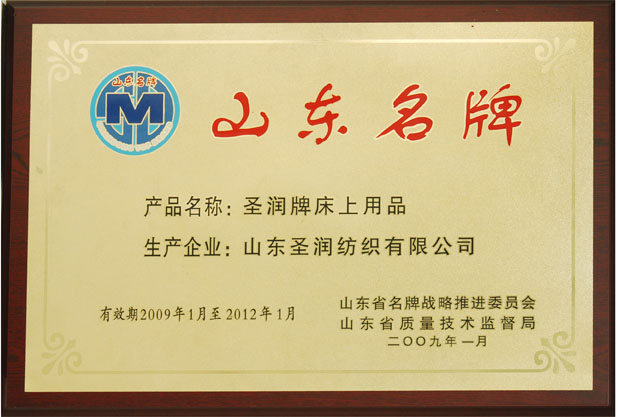 山东名牌
M
山东名牌
产品名称：圣润牌床上用品
生产企业：山东圣润纺织有限公司
有效期2009年1月至2012年1月
山东省名牌战略推进委员会
山东省质量技术监督局
二〇〇九年一月